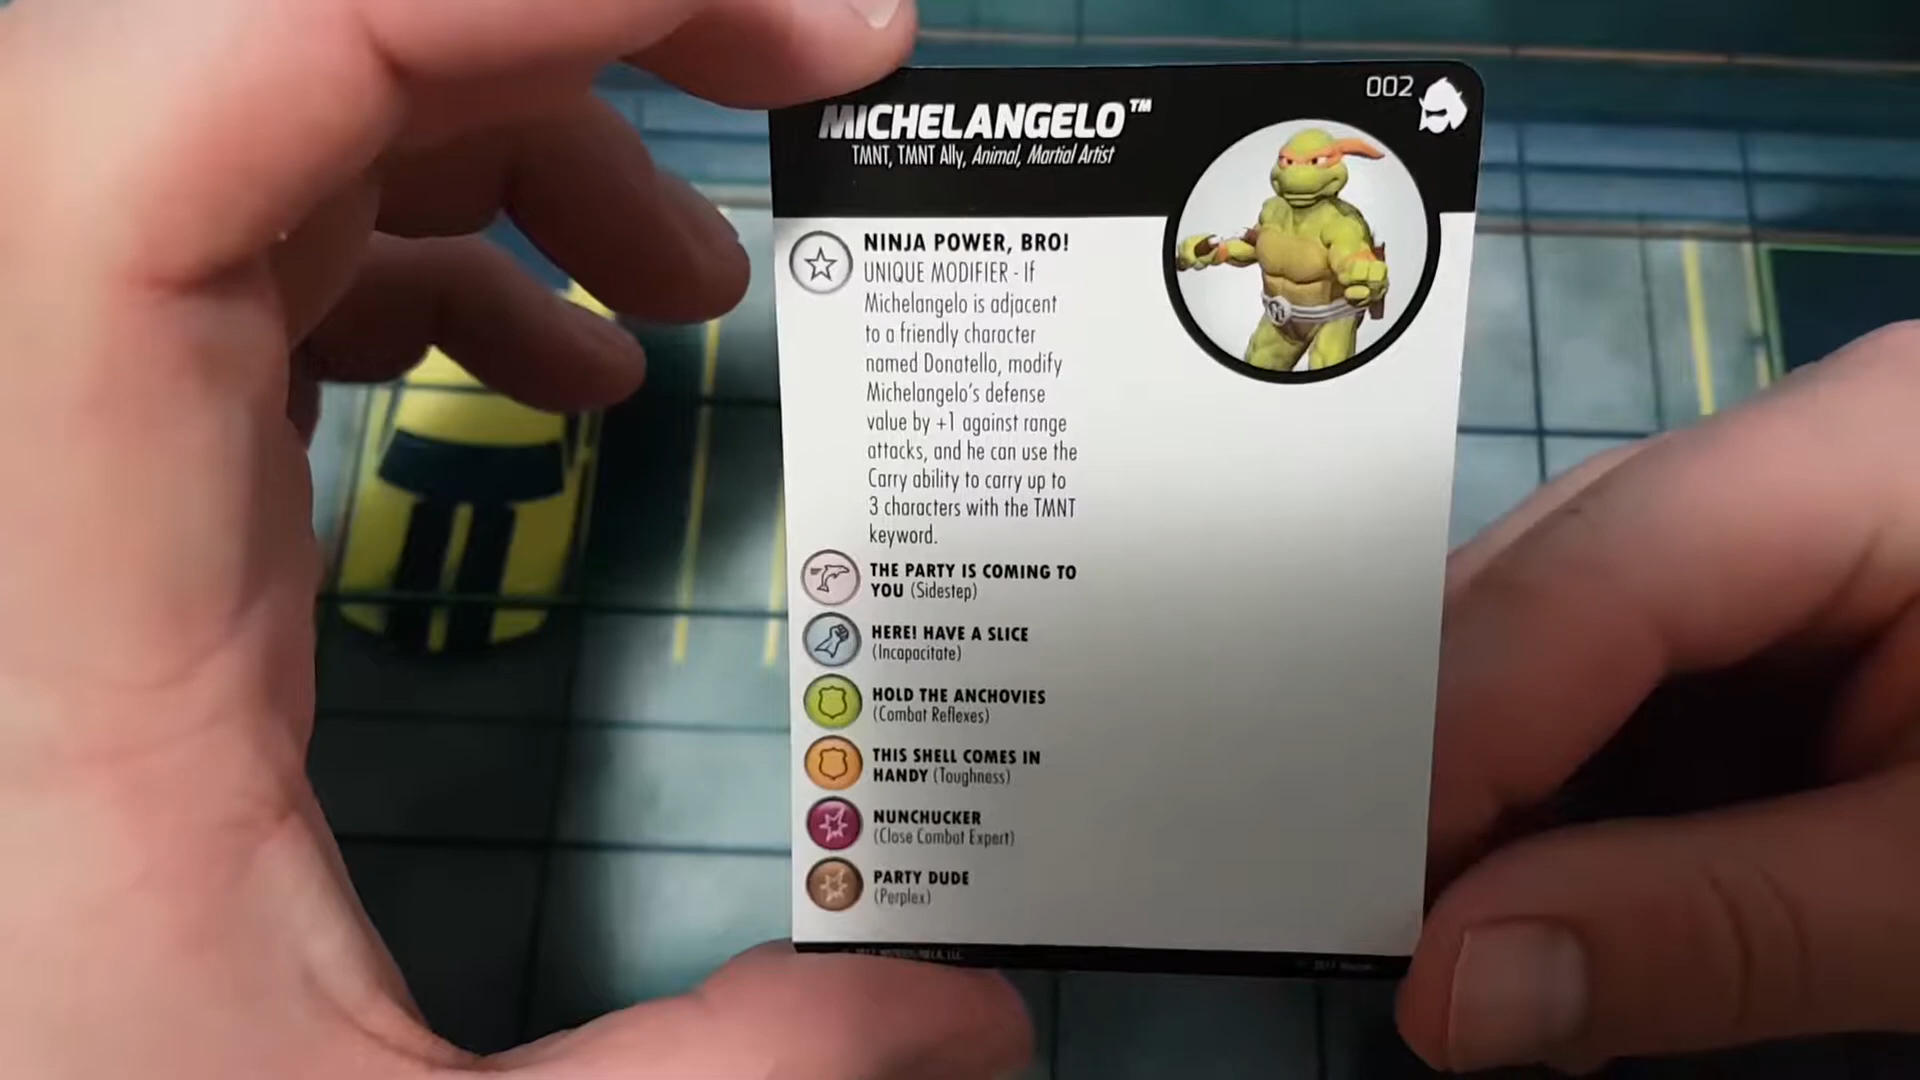 002
MICHELANGELO™
TMNT, TMNT Ally, Animal, Martial Artist
NINJA POWER, BRO!
UNIQUE MODIFIER - If
Michelangelo is adjacent
to a friendly character
named Donatello, modify
Michelangelo's defense
value by +1 against range
attacks, and he can use the
Carry ability to carry up to
3 characters with the TMNT
keyword.
THE PARTY IS COMING TO
YOU (Sidestep)
HERE! HAVE A SLICE
(Incapacitate)
HOLD THE ANCHOVIES
(Combat Reflexes)
THIS SHELL COMES IN
HANDY (Toughness)
NUNCHUCKER
(Close Combat Expert)
PARTY DUDE
(Perplex)